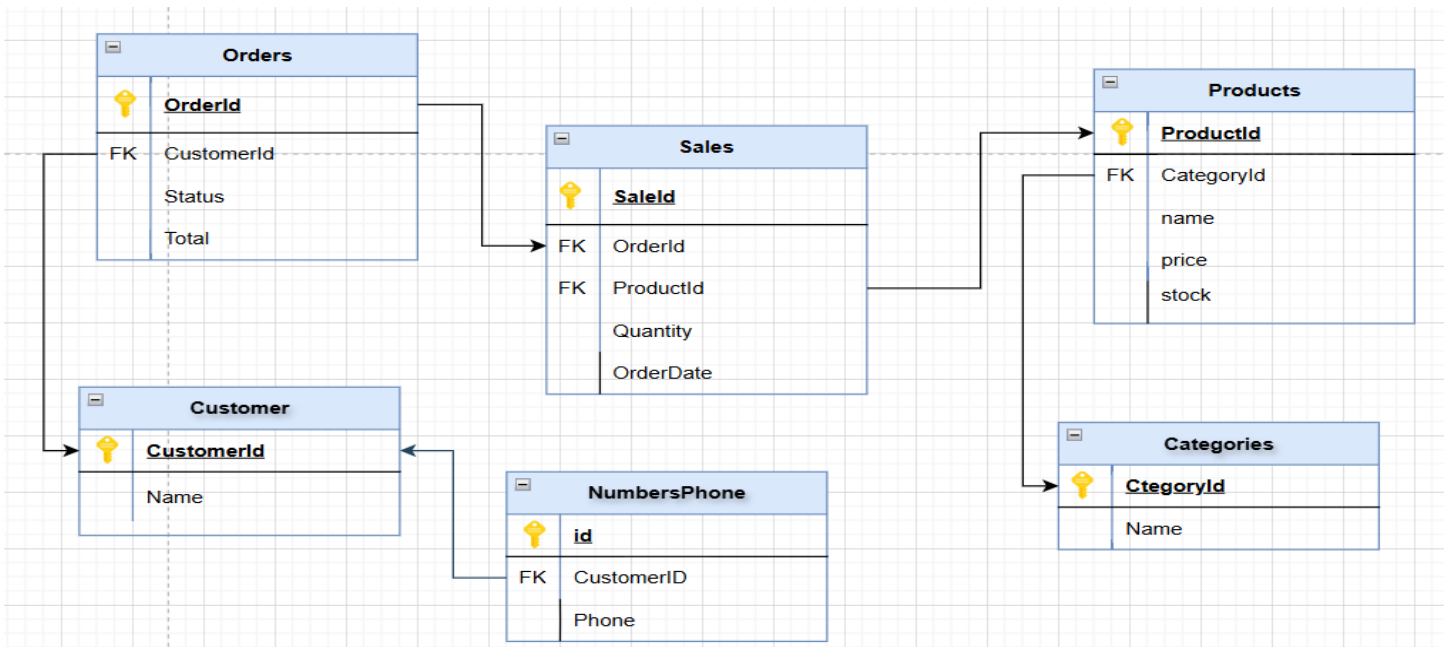 Orders
OrderId
FK CustomerId
Status
Total
Sales
SaleId
FK OrderId
FK ProductId
Quantity
OrderDate
Products
ProductId
FK CategoryId
name
price
stock
Customer
CustomerId
Name
NumbersPhone
id
FK CustomerID
Phone
Categories
CtegoryId
Name